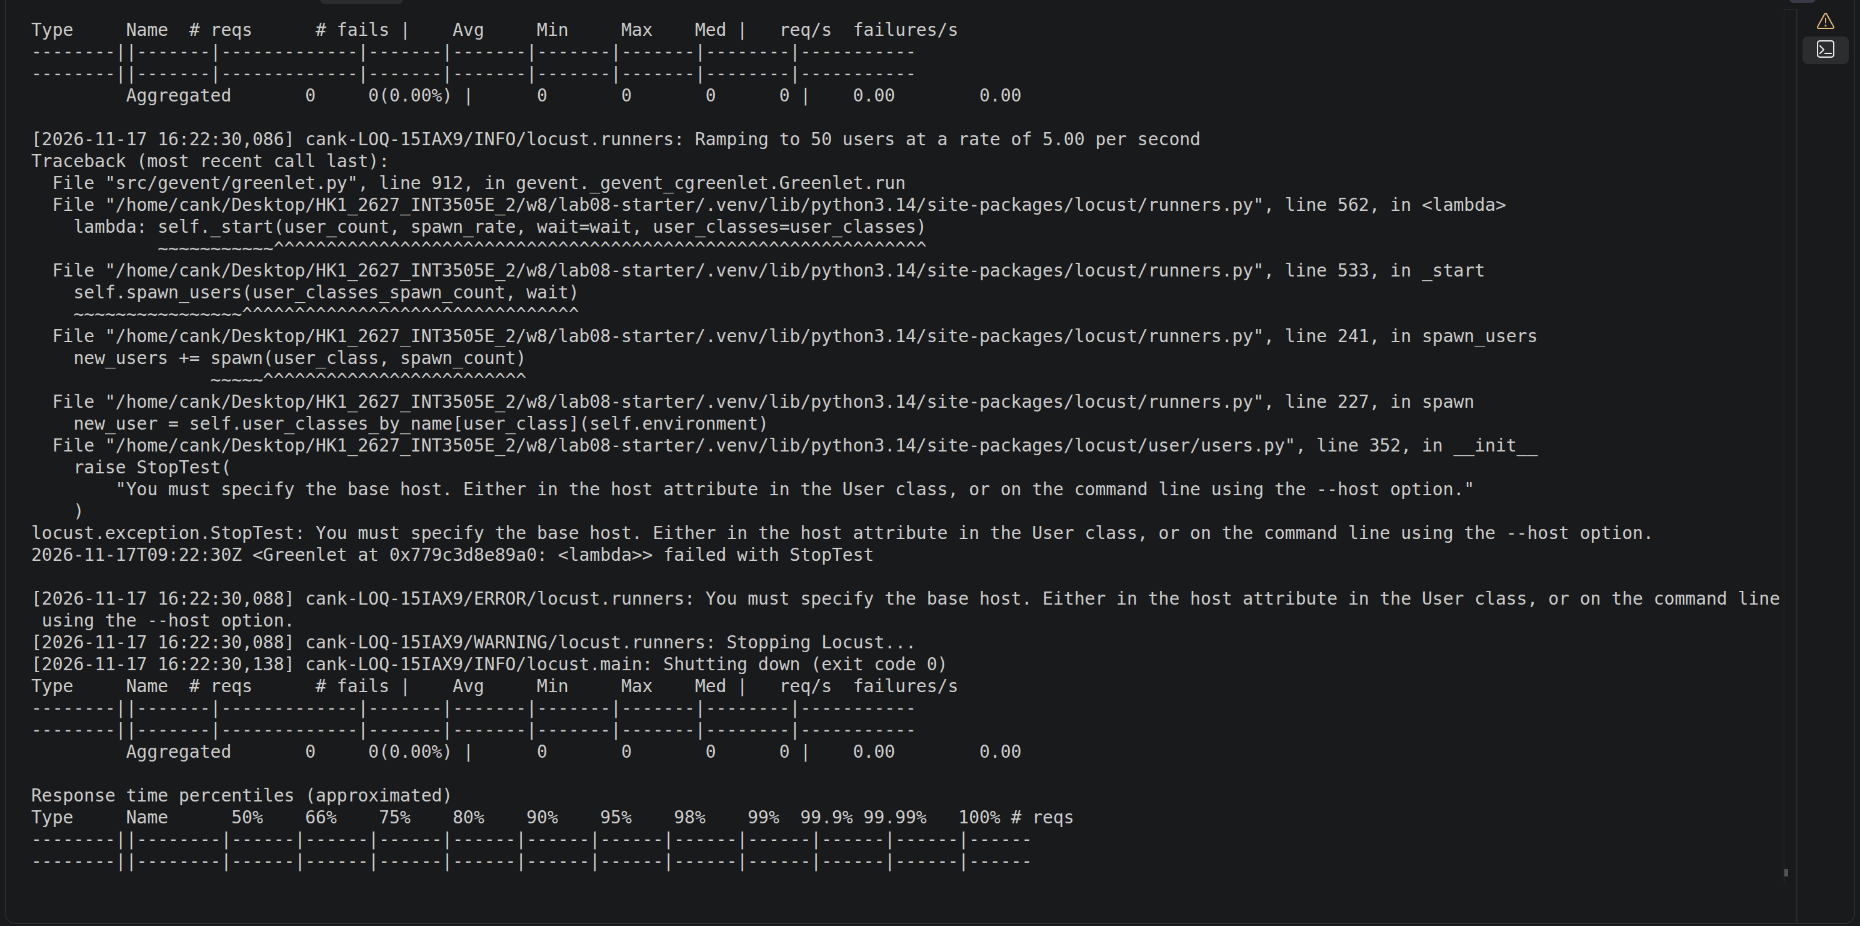 Type     Name  # reqs      # fails |    Avg     Min     Max    Med |   req/s  failures/s
--------||-------|-------------|-------|-------|-------|-------|--------|-----------
--------||-------|-------------|-------|-------|-------|-------|--------|-----------
         Aggregated       0     0(0.00%) |      0       0       0      0 |    0.00        0.00
[2026-11-17 16:22:30,086] cank-LOQ-15IAX9/INFO/locust.runners: Ramping to 50 users at a rate of 5.00 per second
Traceback (most recent call last):
  File "src/gevent/greenlet.py", line 912, in gevent._gevent_cgreenlet.Greenlet.run
  File "/home/cank/Desktop/HK1_2627_INT3505E_2/w8/lab08-starter/.venv/lib/python3.14/site-packages/locust/runners.py", line 562, in <lambda>
    lambda: self._start(user_count, spawn_rate, wait=wait, user_classes=user_classes)
            ~~~~~~~~~~~^^^^^^^^^^^^^^^^^^^^^^^^^^^^^^^^^^^^^^^^^^^^^^^^^^^^^^^^^^^^^^
  File "/home/cank/Desktop/HK1_2627_INT3505E_2/w8/lab08-starter/.venv/lib/python3.14/site-packages/locust/runners.py", line 533, in _start
    self.spawn_users(user_classes_spawn_count, wait)
    ~~~~~~~~~~~~~~~~^^^^^^^^^^^^^^^^^^^^^^^^^^^^^^^^
  File "/home/cank/Desktop/HK1_2627_INT3505E_2/w8/lab08-starter/.venv/lib/python3.14/site-packages/locust/runners.py", line 241, in spawn_users
    new_users += spawn(user_class, spawn_count)
                 ~~~~~^^^^^^^^^^^^^^^^^^^^^^^^^
  File "/home/cank/Desktop/HK1_2627_INT3505E_2/w8/lab08-starter/.venv/lib/python3.14/site-packages/locust/runners.py", line 227, in spawn
    new_user = self.user_classes_by_name[user_class](self.environment)
  File "/home/cank/Desktop/HK1_2627_INT3505E_2/w8/lab08-starter/.venv/lib/python3.14/site-packages/locust/user/users.py", line 352, in __init__
    raise StopTest(
        "You must specify the base host. Either in the host attribute in the User class, or on the command line using the --host option."
    )
locust.exception.StopTest: You must specify the base host. Either in the host attribute in the User class, or on the command line using the --host option.
2026-11-17T09:22:30Z <Greenlet at 0x779c3d8e89a0: <lambda>> failed with StopTest
[2026-11-17 16:22:30,088] cank-LOQ-15IAX9/ERROR/locust.runners: You must specify the base host. Either in the host attribute in the User class, or on the command line
 using the --host option.
[2026-11-17 16:22:30,088] cank-LOQ-15IAX9/WARNING/locust.runners: Stopping Locust...
[2026-11-17 16:22:30,138] cank-LOQ-15IAX9/INFO/locust.main: Shutting down (exit code 0)
Type     Name  # reqs      # fails |    Avg     Min     Max    Med |   req/s  failures/s
--------||-------|-------------|-------|-------|-------|-------|--------|-----------
--------||-------|-------------|-------|-------|-------|-------|--------|-----------
         Aggregated       0     0(0.00%) |      0       0       0      0 |    0.00        0.00
Response time percentiles (approximated)
Type     Name      50%    66%    75%    80%    90%    95%    98%    99%  99.9% 99.99%   100% # reqs
--------||--------|------|------|------|------|------|------|------|------|------|------|------
--------||--------|------|------|------|------|------|------|------|------|------|------|------